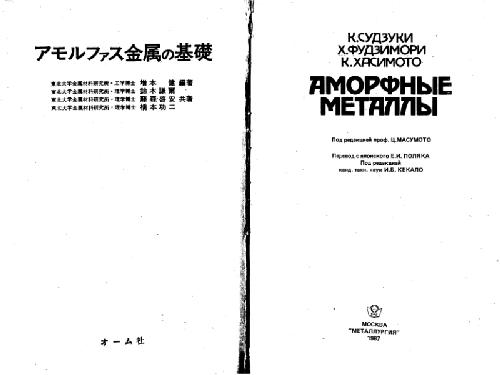 アモルファス金属の基礎
東北大学金属材料研究所・工学博士 増本 健 編著
東北大学金属材料研究所・理学博士 鈴木謙爾
東北大学金属材料研究所・理学博士 藤森啓安 共著
東北大学金属材料研究所・理学博士 橋本功二
オーム社
К.СУДЗУКИ
Х.ФУДЗИМОРИ
К.ХАСИМОТО
АМОРФНЫЕ
МЕТАЛЛЫ
Под редакцией проф. Ц.МАСУМОТО
Перевод с японского Е.И. ПОЛЯКА
Под редакцией
канд. техн. наук И.Б. КЕКАЛО
МОСКВА
"МЕТАЛЛУРГИЯ"
1987